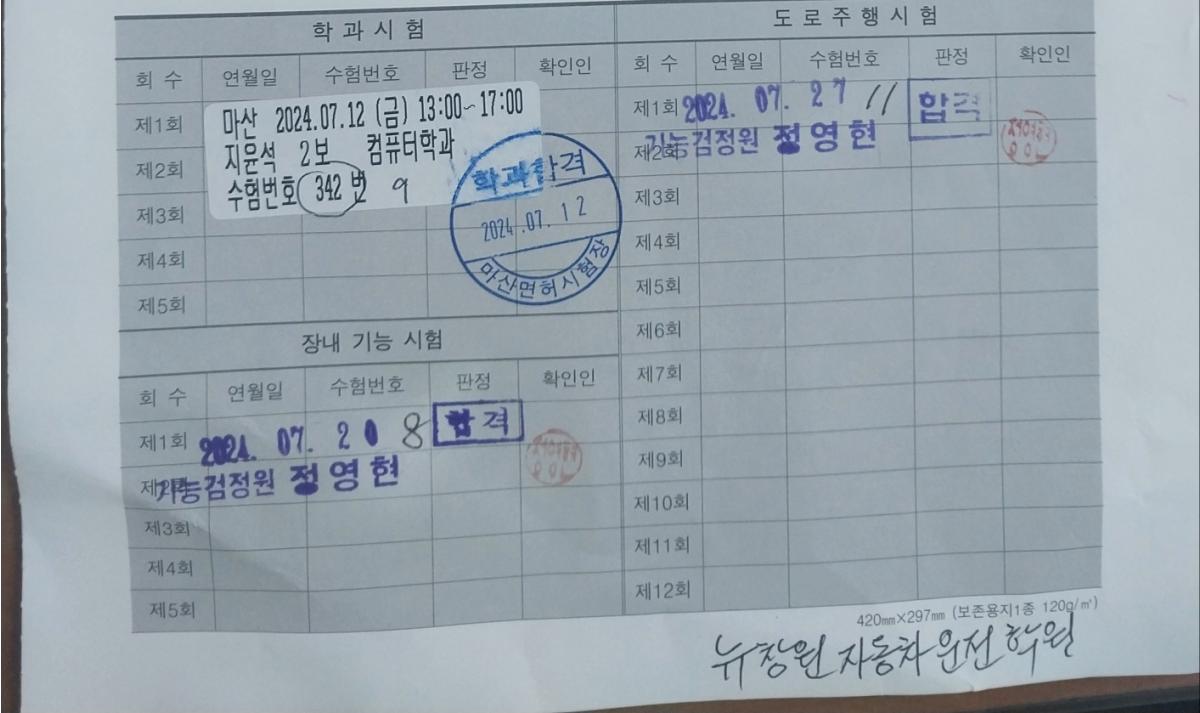 학 과 시 험
회 수 연월일 수험번호 판정 확인인
제1회
제2회
제3회
제4회
제5회
마산 2024.07.12 (금) 13:00~17:00
지윤석 2보 컴퓨터학과
수험번호 342 번 9
학과합격
2024.07.12
마산면허시험장
장내 기능 시험
회 수 연월일 수험번호 판정 확인인
제1회 2024. 07. 20 8 합격
제2회 기능검정원 정영현
제3회
제4회
제5회
도 로 주 행 시 험
회 수 연월일 수험번호 판정 확인인
제1회 2024. 07. 27 11 합격
제2회 기능검정원 정영현
제3회
제4회
제5회
제6회
제7회
제8회
제9회
제10회
제11회
제12회
420㎜×297㎜ (보존용지1종 120g/㎡)
뉴창원 자동차 운전 학원